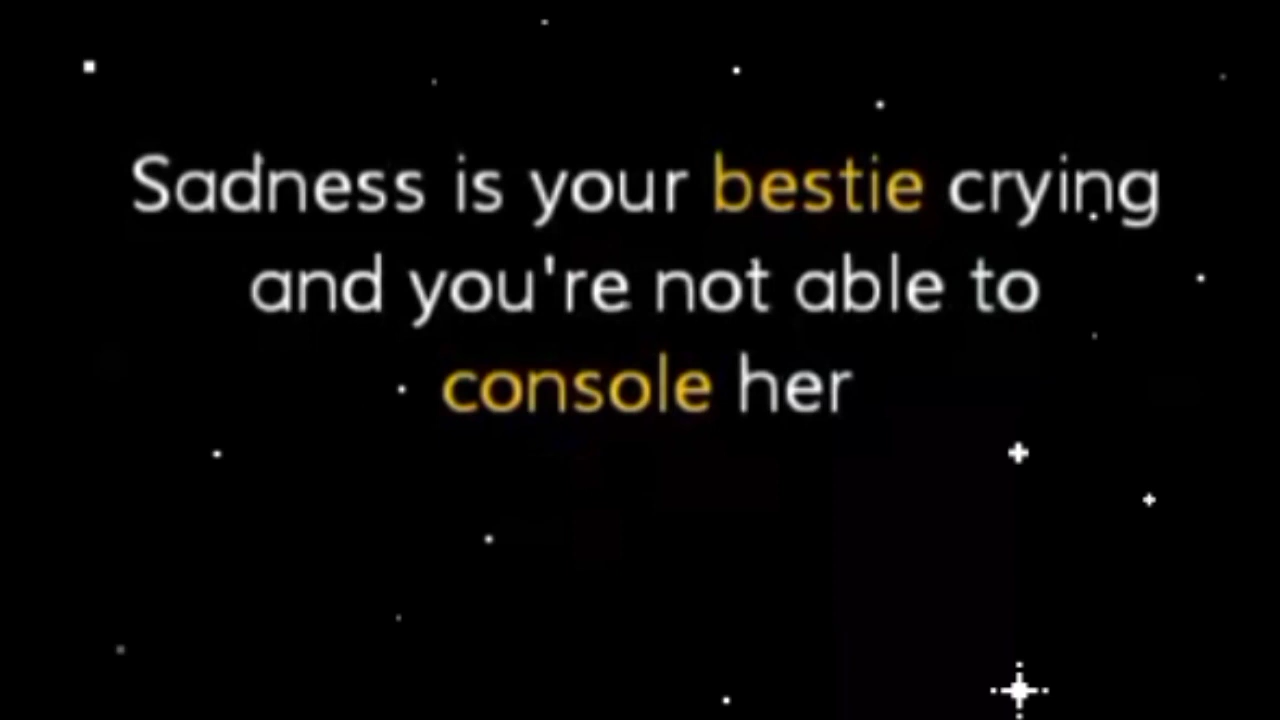 Sadness is your bestie crying
and you're not able to
console her